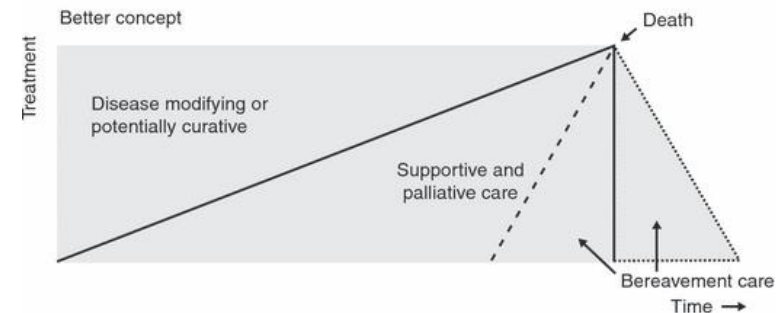 Better concept
Death
Treatment
Disease modifying or
potentially curative
Supportive and
palliative care
Bereavement care
Time